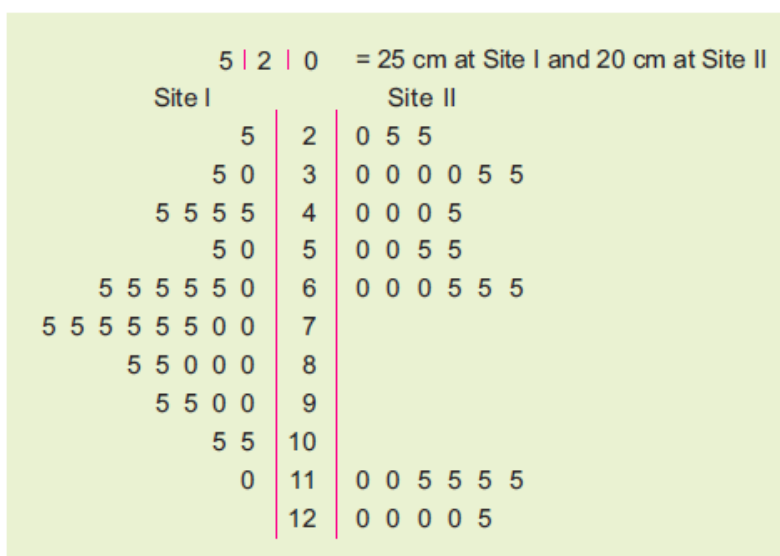 5 | 2 | 0 = 25 cm at Site I and 20 cm at Site II
Site I Site II
5 | 2 | 0 5 5
5 0 | 3 | 0 0 0 0 5 5
5 5 5 5 | 4 | 0 0 0 5
5 0 | 5 | 0 0 5 5
5 5 5 5 5 0 | 6 | 0 0 0 5 5 5
5 5 5 5 5 5 0 0 | 7 |
5 5 0 0 0 | 8 |
5 5 0 0 | 9 |
5 5 | 10 |
0 | 11 | 0 0 5 5 5 5
| 12 | 0 0 0 0 5